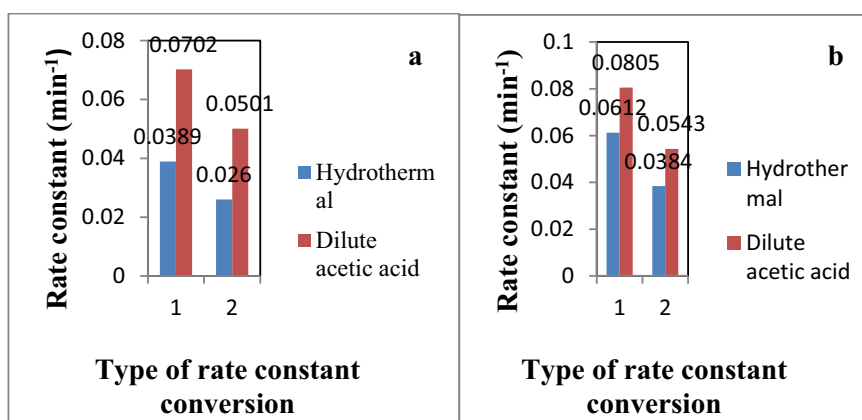 a
Rate constant (min-1)
0.08
0.06
0.04
0.02
0
0.0702
0.0389
0.0501
0.026
1
2
Hydrotherm
al
Dilute
acetic acid
Type of rate constant
conversion
b
Rate constant (min-1)
0.1
0.08
0.06
0.04
0.02
0
0.0805
0.0612
0.0543
0.0384
1
2
Hydrother
mal
Dilute
acetic acid
Type of rate constant
conversion